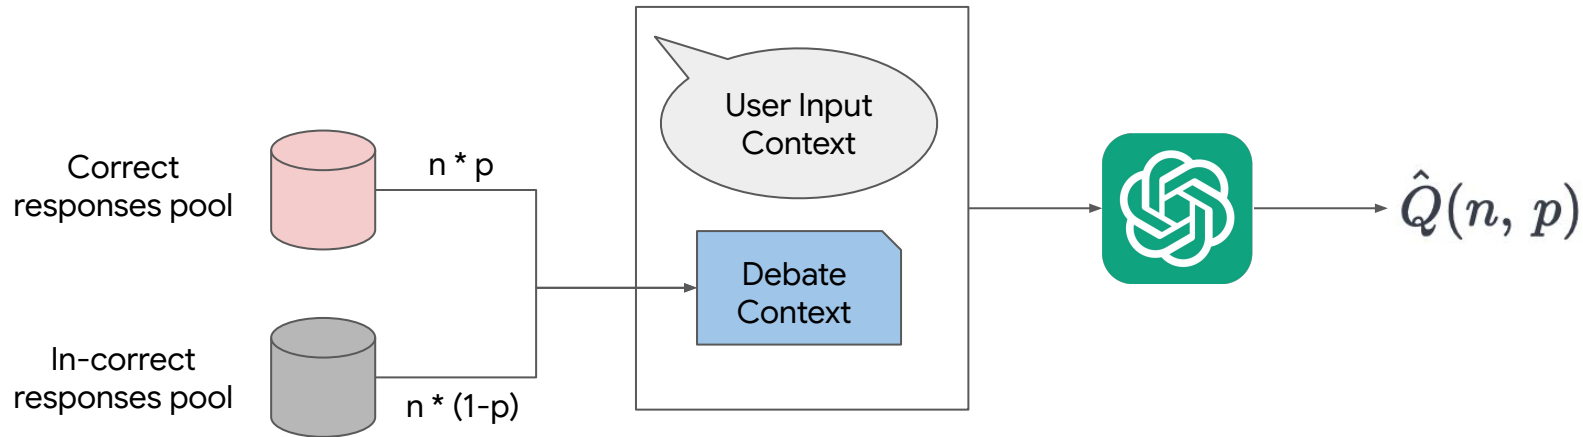 Correct
responses pool
n * p
In-correct
responses pool
n * (1-p)
User Input
Context
Debate
Context
Q̂(n, p)